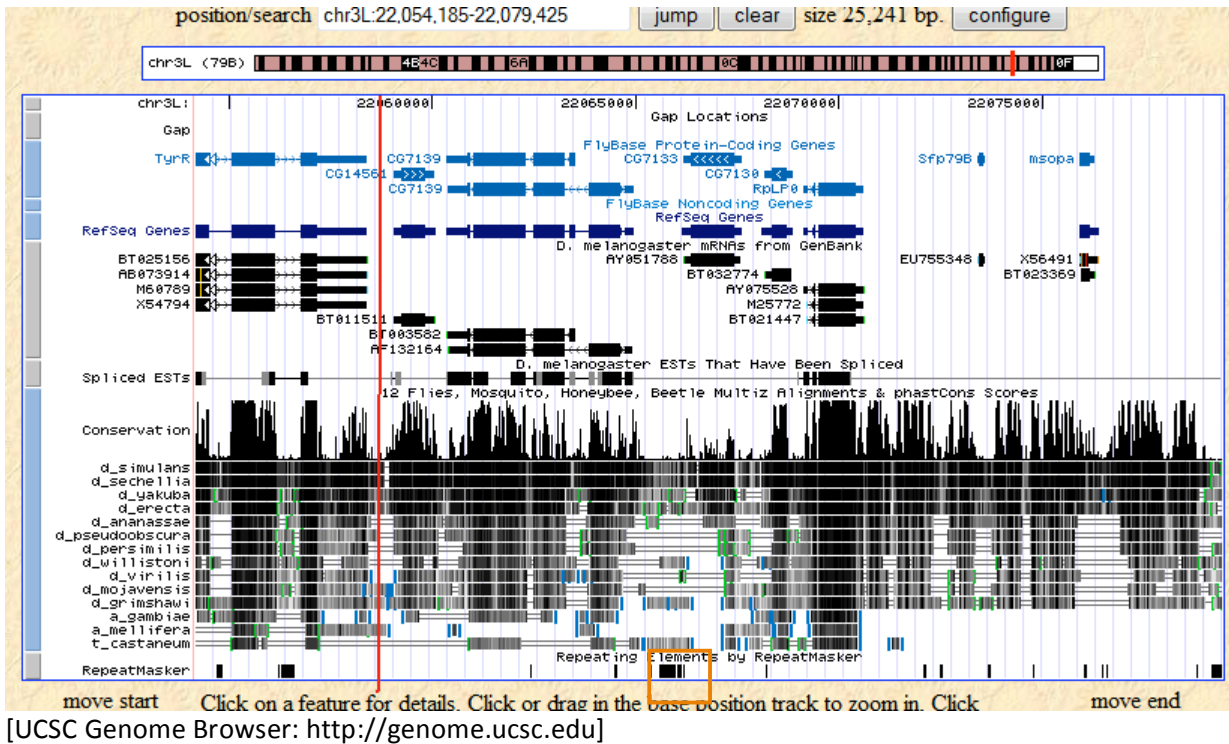 position/search chr3L:22,054,185-22,079,425 jump clear size 25,241 bp. configure
chr3L (79B) 4B4C 6A 0C 0F
chr3L: 22060000 22065000 22070000 22075000
Gap Locations
Gap
FlyBase Protein-Coding Genes
TyrR CG7139 CG7133 Sfp79B msopa
CG14561 CG7130
CG7139 RpLP0
FlyBase Noncoding Genes
RefSeq Genes
RefSeq Genes
D. melanogaster mRNAs from GenBank
BT025156 AY051788 EU755348 X56491
AB073914 BT032774 BT023369
M60789 AY075528
X54794 M25772
BT011511 BT021447
BT003582
AF132164
D. melanogaster ESTs That Have Been Spliced
Spliced ESTs
12 Flies, Mosquito, Honeybee, Beetle Multiz Alignments & phastCons Scores
Conservation
d_simulans
d_sechellia
d_yakuba
d_erecta
d_ananassae
d_pseudoobscura
d_persimilis
d_willistoni
d_virilis
d_mojavensis
d_grimshawi
a_gambiae
a_mellifera
t_castaneum
Repeating Elements by RepeatMasker
RepeatMasker
move start Click on a feature for details. Click or drag in the base position track to zoom in. Click move end
[UCSC Genome Browser: http://genome.ucsc.edu]